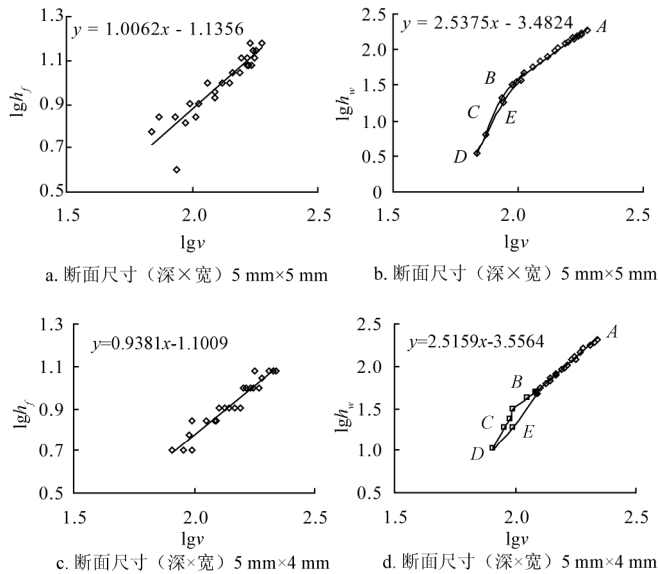 1.3
1.1
0.9
0.7
0.5
1.5 2.0 2.5
lghf
lgv
y = 1.0062x - 1.1356
a. 断面尺寸（深×宽）5 mm×5 mm
2.5
2.0
1.5
1.0
0.5
0
1.5 2.0 2.5
lghw
lgv
y = 2.5375x - 3.4824
A
B
C
E
D
b. 断面尺寸（深×宽）5 mm×5 mm
1.3
1.1
0.9
0.7
0.5
1.5 2.0 2.5
lghf
lgv
y=0.9381x-1.1009
c. 断面尺寸（深×宽）5 mm×4 mm
2.5
2.0
1.5
1.0
0.5
1.5 2.0 2.5
lghw
lgv
y=2.5159x-3.5564
A
B
C
E
D
d. 断面尺寸（深×宽）5 mm×4 mm